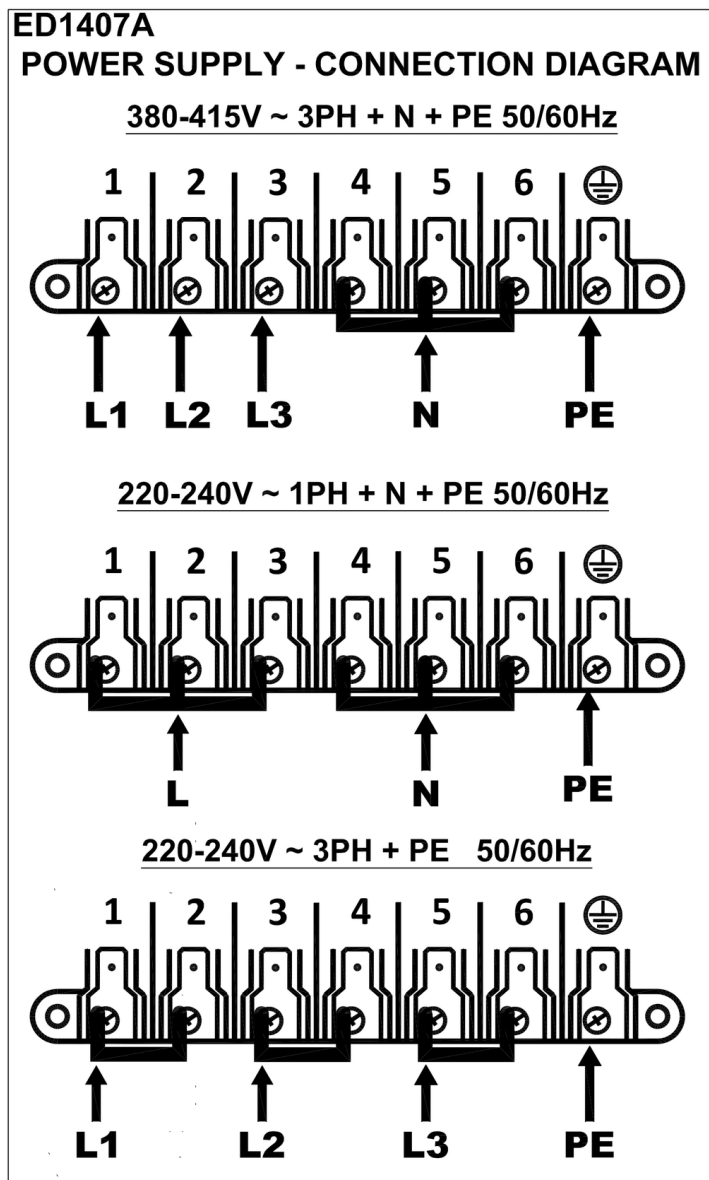 ED1407A
POWER SUPPLY - CONNECTION DIAGRAM
380-415V ~ 3PH + N + PE 50/60Hz
1 2 3 4 5 6
L1 L2 L3 N PE
220-240V ~ 1PH + N + PE 50/60Hz
1 2 3 4 5 6
L N PE
220-240V ~ 3PH + PE 50/60Hz
1 2 3 4 5 6
L1 L2 L3 PE